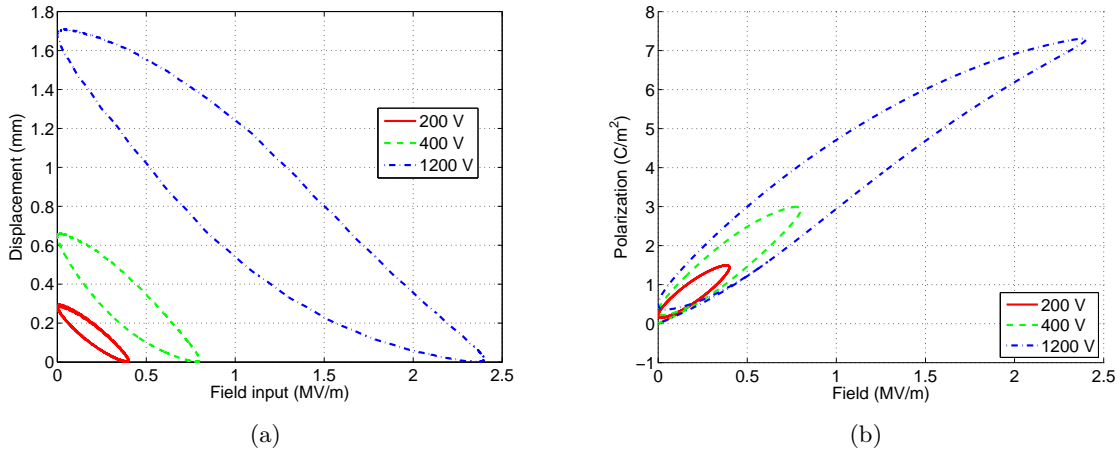 1.8
1.6
1.4
1.2
1
0.8
0.6
0.4
0.2
0
Displacement (mm)
0 0.5 1 1.5 2 2.5
Field input (MV/m)
200 V
400 V
1200 V
(a)
8
7
6
5
4
3
2
1
0
−1
Polarization (C/m²)
0 0.5 1 1.5 2 2.5
Field (MV/m)
200 V
400 V
1200 V
(b)